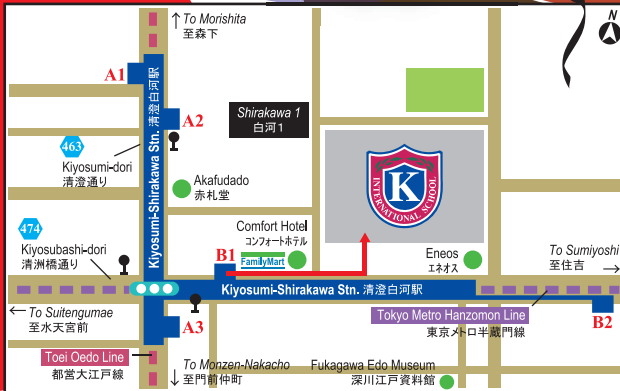 To Morishita
至森下
N
A1
A2
Shirakawa 1
白河1
463
Kiyosumi-dori
清澄通り
Kiyosumi-Shirakawa Stn. 清澄白河駅
Akafudado
赤札堂
K
INTERNATIONAL SCHOOL
474
Kiyosubashi-dori
清洲橋通り
Comfort Hotel
コンフォートホテル
B1
FamilyMart
Eneos
エネオス
To Sumiyoshi
至住吉
Kiyosumi-Shirakawa Stn. 清澄白河駅
To Suitengumae
至水天宮前
A3
Tokyo Metro Hanzomon Line
東京メトロ半蔵門線
B2
Toei Oedo Line
都営大江戸線
To Monzen-Nakacho
至門前仲町
Fukagawa Edo Museum
深川江戸資料館